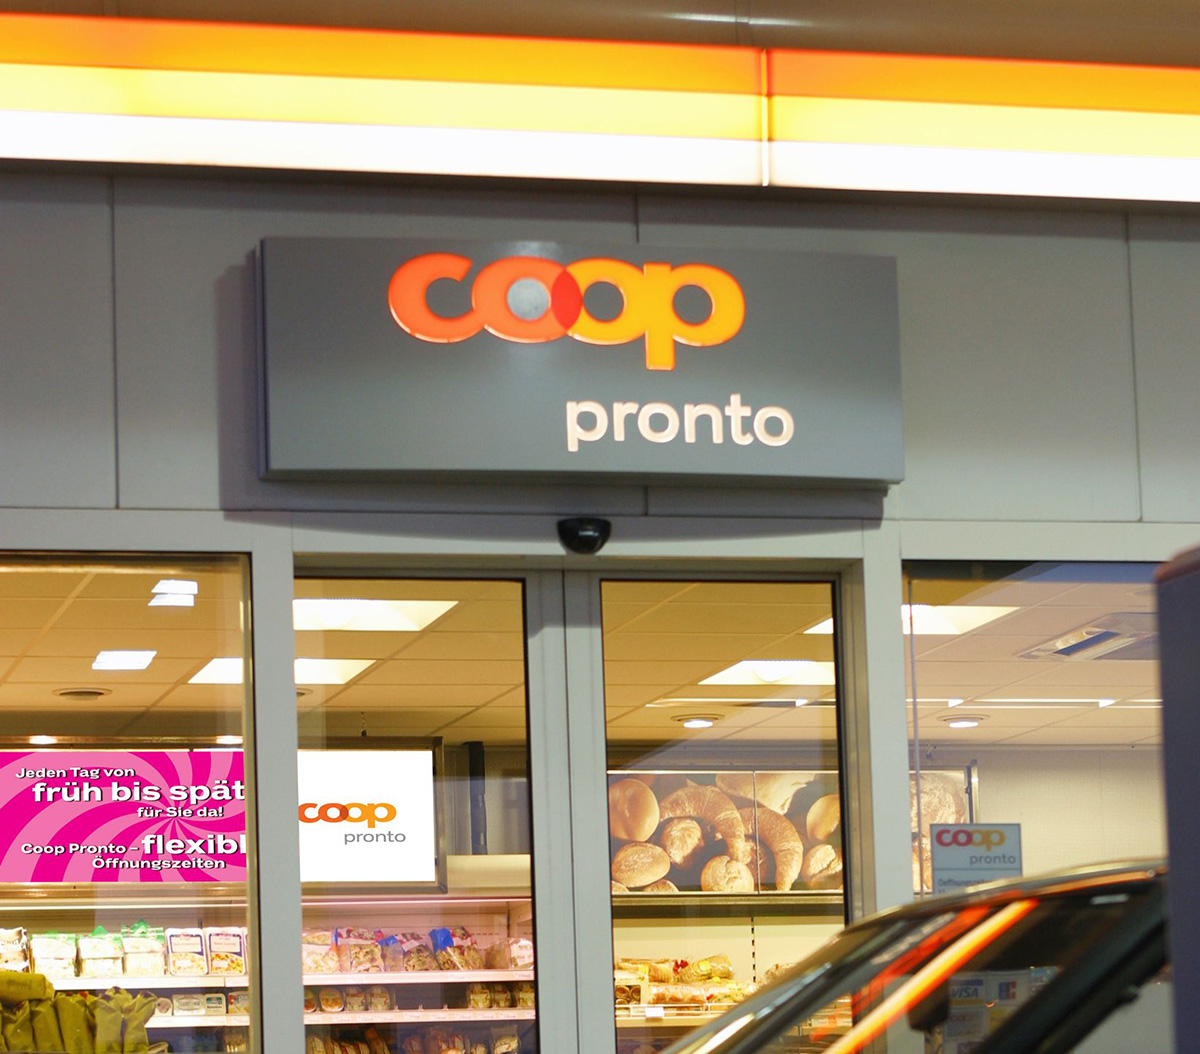 coop
pronto
Jeden Tag von
früh bis spät
für Sie da!
Coop Pronto – flexibl
Öffnungszeiten
coop
pronto
coop
pronto
VISA